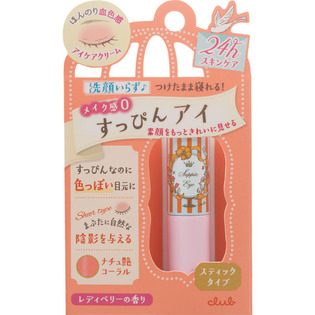 ほんのり血色感
アイケアクリーム
24h
スキンケア
洗顔いらず♪
つけたまま寝れる!
メイク感0
すっぴん アイ
素顔をもっときれいに見せる
Suppin
Eye
すっぴんなのに
色っぽい目元に
Sheer type
まぶたに自然な
陰影を与える
ナチュ艶
コーラル
スティック
タイプ
レディベリーの香り
club